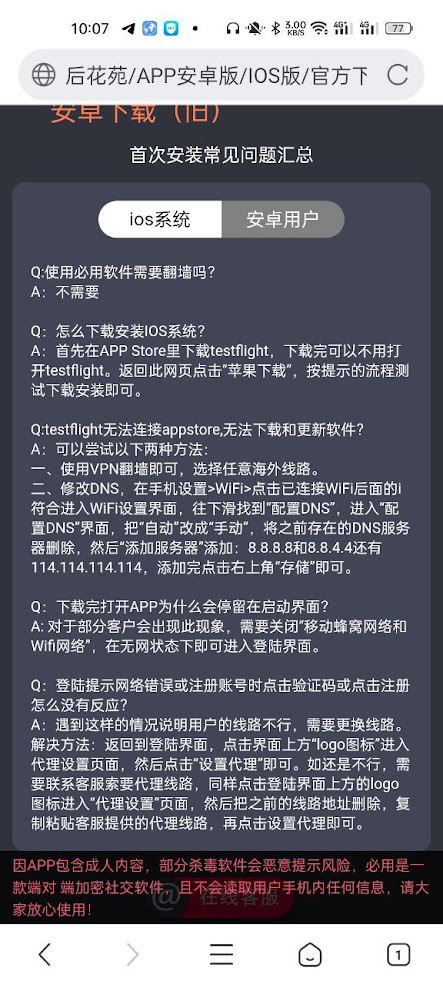 10:07
3.00 KB/S
4G
4G
77
后花苑/APP安卓版/IOS版/官方下
安卓下载（旧）
首次安装常见问题汇总
ios系统
安卓用户
Q:使用必用软件需要翻墙吗？
A：不需要
Q：怎么下载安装IOS系统？
A：首先在APP Store里下载testflight，下载完可以不用打
开testflight。返回此网页点击“苹果下载”，按提示的流程测
试下载安装即可。
Q:testflight无法连接appstore,无法下载和更新软件？
A：可以尝试以下两种方法：
一、使用VPN翻墙即可，选择任意海外线路。
二、修改DNS，在手机设置>WiFi>点击已连接WiFi后面的i
符合进入WiFi设置界面，往下滑找到“配置DNS”，进入“配
置DNS”界面，把“自动”改成“手动”，将之前存在的DNS服务
器删除，然后“添加服务器”添加：8.8.8.8和8.8.4.4还有
114.114.114.114，添加完点击右上角“存储”即可。
Q：下载完打开APP为什么会停留在启动界面？
A: 对于部分客户会出现此现象，需要关闭“移动蜂窝网络和
Wifi网络”，在无网状态下即可进入登陆界面。
Q：登陆提示网络错误或注册账号时点击验证码或点击注册
怎么没有反应？
A：遇到这样的情况说明用户的线路不行，需要更换线路。
解决方法：返回到登陆界面，点击界面上方“logo图标”进入
代理设置页面，然后点击“设置代理”即可。如还是不行，需
要联系客服索要代理线路，同样点击登陆界面上方的logo
图标进入“代理设置”页面，然后把之前的线路地址删除，复
制粘贴客服提供的代理线路，再点击设置代理即可。
因APP包含成人内容，部分杀毒软件会恶意提示风险，必用是一
款端对 端加密社交软件，且不会读取用户手机内任何信息，请大
家放心使用！
@ 在线客服
1